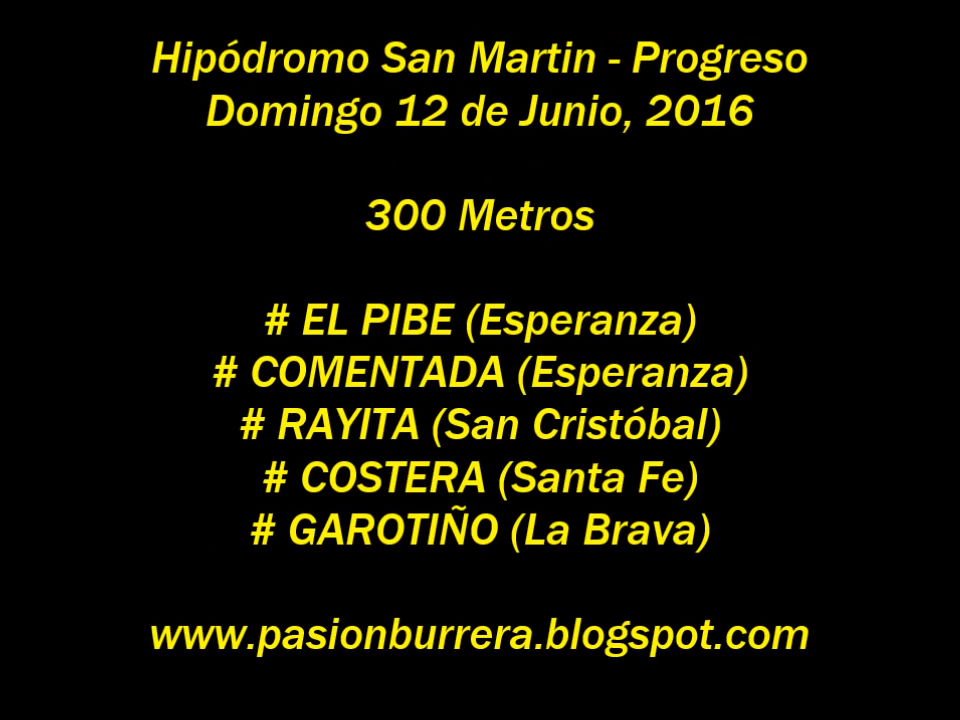 Hipódromo San Martin - Progreso
Domingo 12 de Junio, 2016
300 Metros
# EL PIBE (Esperanza)
# COMENTADA (Esperanza)
# RAYITA (San Cristóbal)
# COSTERA (Santa Fe)
# GAROTIÑO (La Brava)
www.pasionburrera.blogspot.com